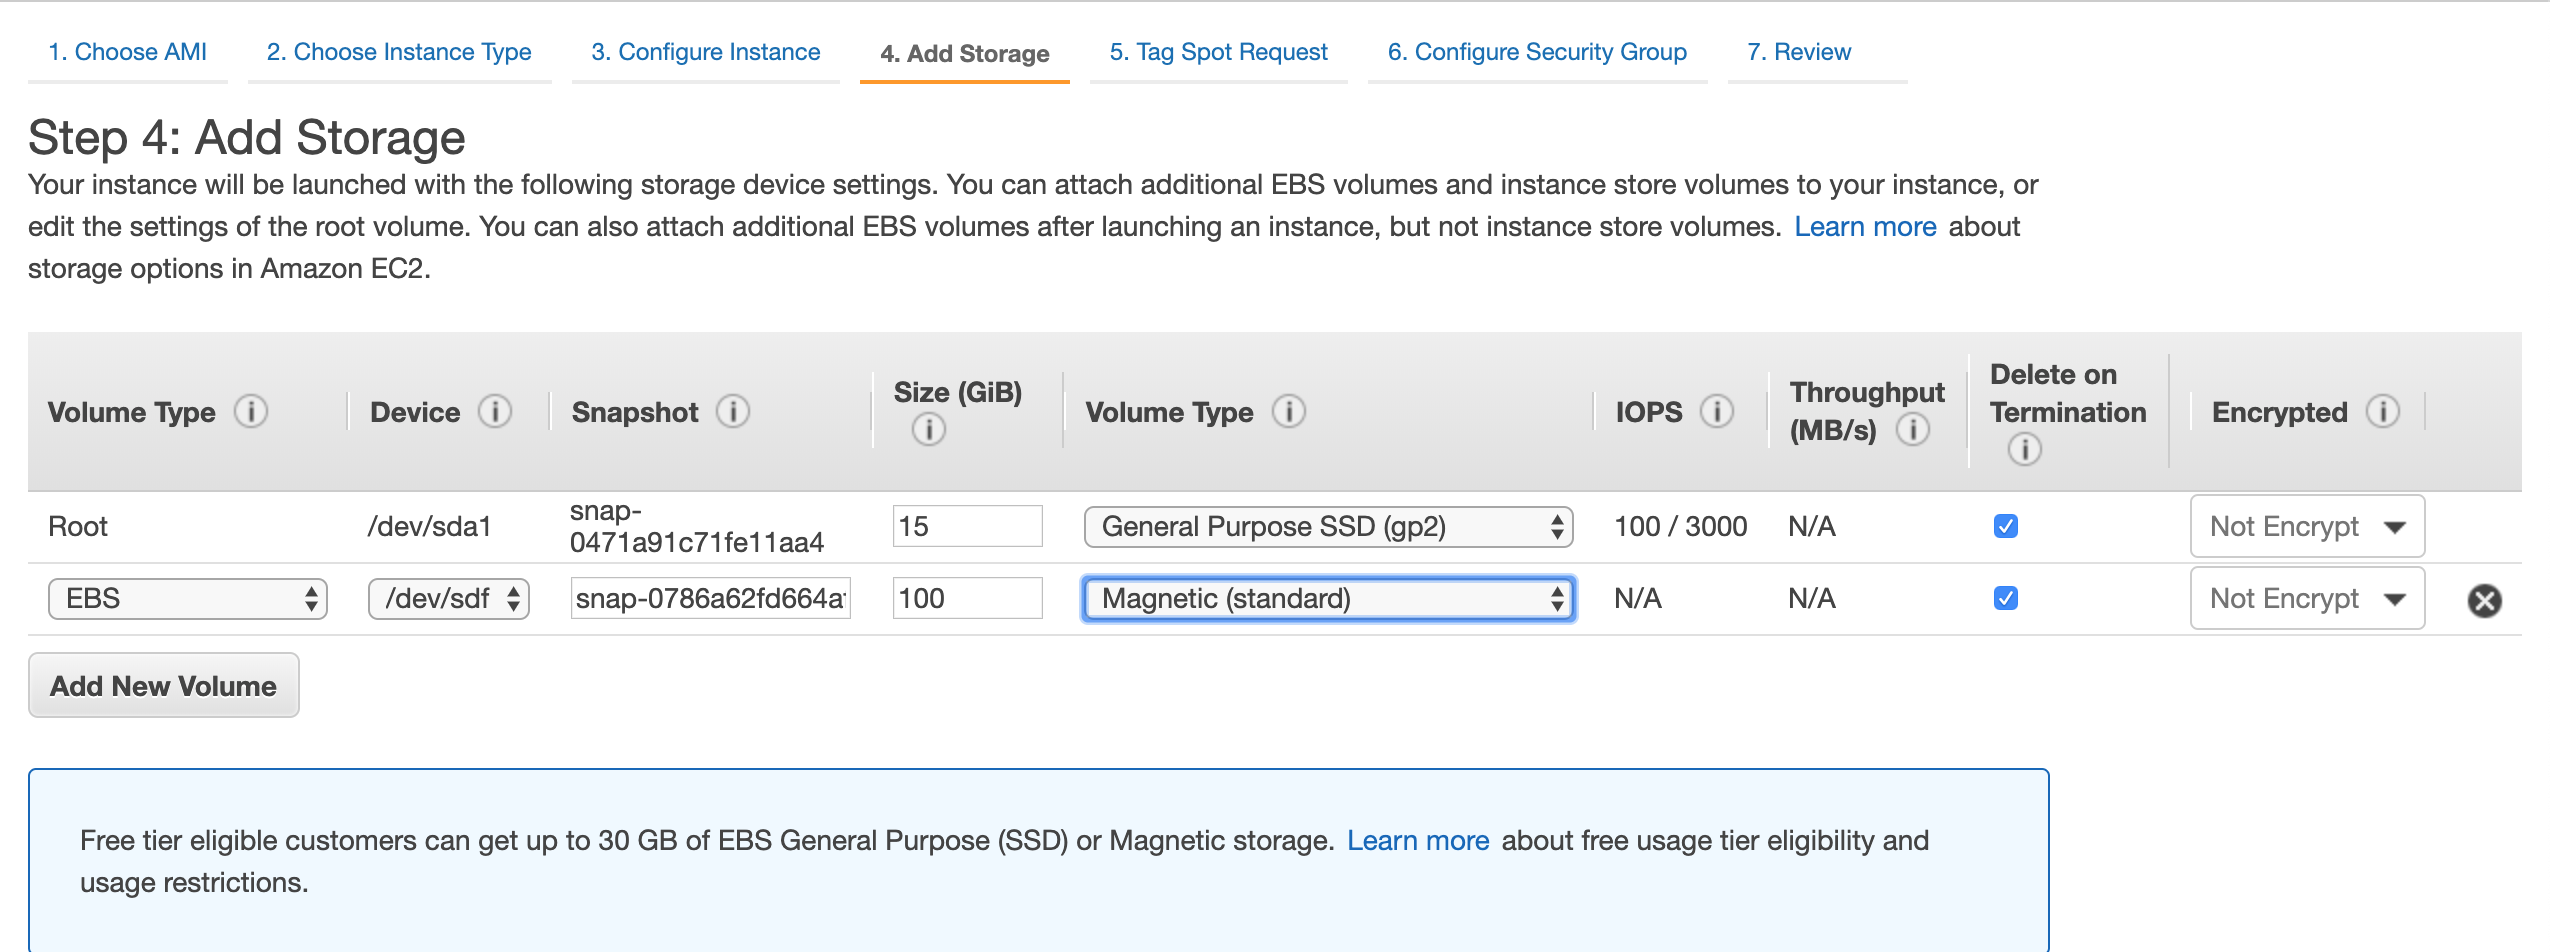 1. Choose AMI 2. Choose Instance Type 3. Configure Instance 4. Add Storage 5. Tag Spot Request 6. Configure Security Group 7. Review
Step 4: Add Storage
Your instance will be launched with the following storage device settings. You can attach additional EBS volumes and instance store volumes to your instance, or
edit the settings of the root volume. You can also attach additional EBS volumes after launching an instance, but not instance store volumes. Learn more about
storage options in Amazon EC2.
Volume Type Device Snapshot Size (GiB) Volume Type IOPS Throughput (MB/s) Delete on Termination Encrypted
Root /dev/sda1 snap-0471a91c71fe11aa4 15 General Purpose SSD (gp2) 100 / 3000 N/A Not Encrypt
EBS /dev/sdf snap-0786a62fd664a 100 Magnetic (standard) N/A N/A Not Encrypt
Add New Volume
Free tier eligible customers can get up to 30 GB of EBS General Purpose (SSD) or Magnetic storage. Learn more about free usage tier eligibility and
usage restrictions.